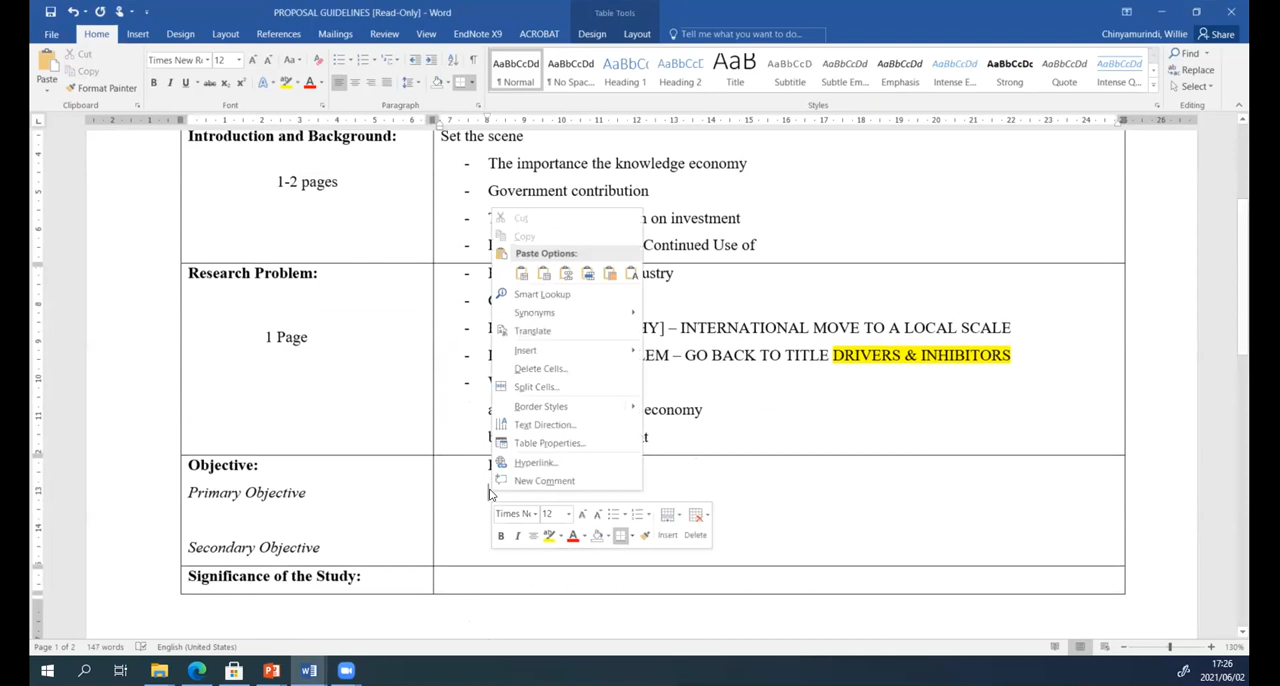 PROPOSAL GUIDELINES [Read-Only] - Word
Table Tools
File Home Insert Design Layout References Mailings Review View EndNote X9 ACROBAT Design Layout Tell me what you want to do... Chinyamurindi, Willie Share
Paste
Cut
Copy
Format Painter
Clipboard
Times New R 12
Font
Paragraph
AaBbCcDd AaBbCcDd AaBbC( AaBbCcE AaB AaBbCcD AaBbCcDd AaBbCcDd AaBbCcDd AaBbCcDd AaBbCcDd AaBbCcDd
¶ Normal ¶ No Spac... Heading 1 Heading 2 Title Subtitle Subtle Em... Emphasis Intense E... Strong Quote Intense Q...
Styles
Find
Replace
Select
Editing
Introduction and Background:
1-2 pages
Set the scene
- The importance the knowledge economy
- Government contribution
n on investment
Continued Use of
Research Problem:
1 Page
ustry
HY] – INTERNATIONAL MOVE TO A LOCAL SCALE
LEM – GO BACK TO TITLE DRIVERS & INHIBITORS
economy
Objective:
Primary Objective
Secondary Objective
Significance of the Study:
Cut
Copy
Paste Options:
Smart Lookup
Synonyms
Translate
Insert
Delete Cells...
Split Cells...
Border Styles
Text Direction...
Table Properties...
Hyperlink...
New Comment
Times Ne 12
B I Insert Delete
Page 1 of 2 147 words English (United States) 130%
17:26
2021/06/02